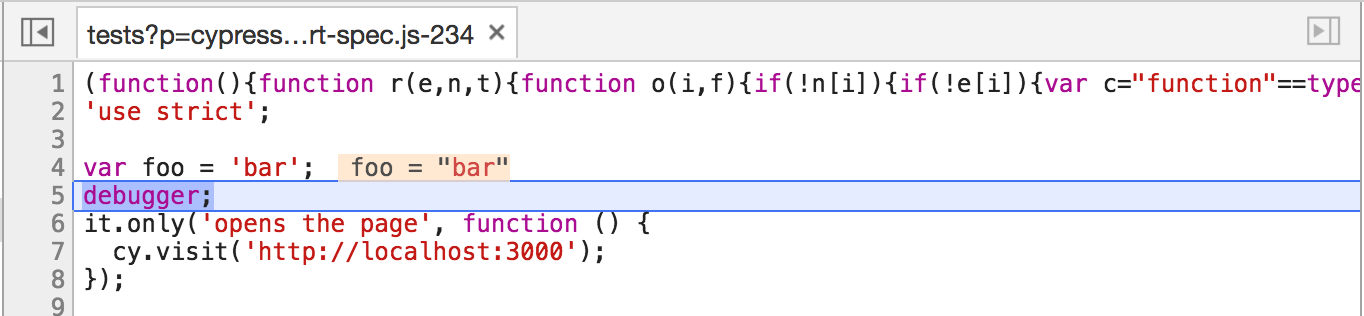 tests?p=cypress...rt-spec.js-234 ×
1 (function(){function r(e,n,t){function o(i,f){if(!n[i]){if(!e[i]){var c="function"==type
2 'use strict';
3
4 var foo = 'bar'; foo = "bar"
5 debugger;
6 it.only('opens the page', function () {
7 cy.visit('http://localhost:3000');
8 });
9